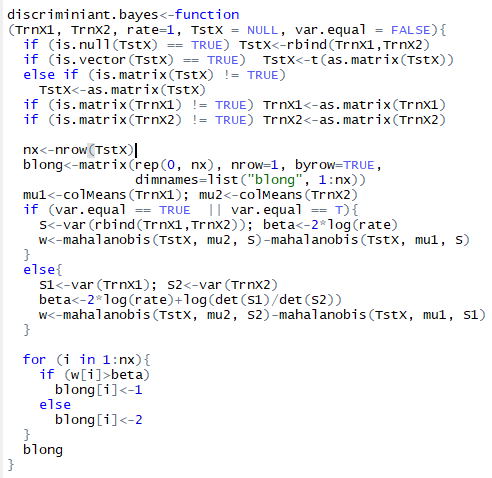 discriminiant.bayes<-function
(TrnX1, TrnX2, rate=1, TstX = NULL, var.equal = FALSE){
  if (is.null(TstX) == TRUE) TstX<-rbind(TrnX1,TrnX2)
  if (is.vector(TstX) == TRUE)  TstX<-t(as.matrix(TstX))
  else if (is.matrix(TstX) != TRUE)
    TstX<-as.matrix(TstX)
  if (is.matrix(TrnX1) != TRUE) TrnX1<-as.matrix(TrnX1)
  if (is.matrix(TrnX2) != TRUE) TrnX2<-as.matrix(TrnX2)

  nx<-nrow(TstX)
  blong<-matrix(rep(0, nx), nrow=1, byrow=TRUE,
                dimnames=list("blong", 1:nx))
  mu1<-colMeans(TrnX1); mu2<-colMeans(TrnX2)
  if (var.equal == TRUE  || var.equal == T){
    S<-var(rbind(TrnX1,TrnX2)); beta<-2*log(rate)
    w<-mahalanobis(TstX, mu2, S)-mahalanobis(TstX, mu1, S)
  }
  else{
    S1<-var(TrnX1); S2<-var(TrnX2)
    beta<-2*log(rate)+log(det(S1)/det(S2))
    w<-mahalanobis(TstX, mu2, S2)-mahalanobis(TstX, mu1, S1)
  }

  for (i in 1:nx){
    if (w[i]>beta)
      blong[i]<-1
    else
      blong[i]<-2
  }
  blong
}